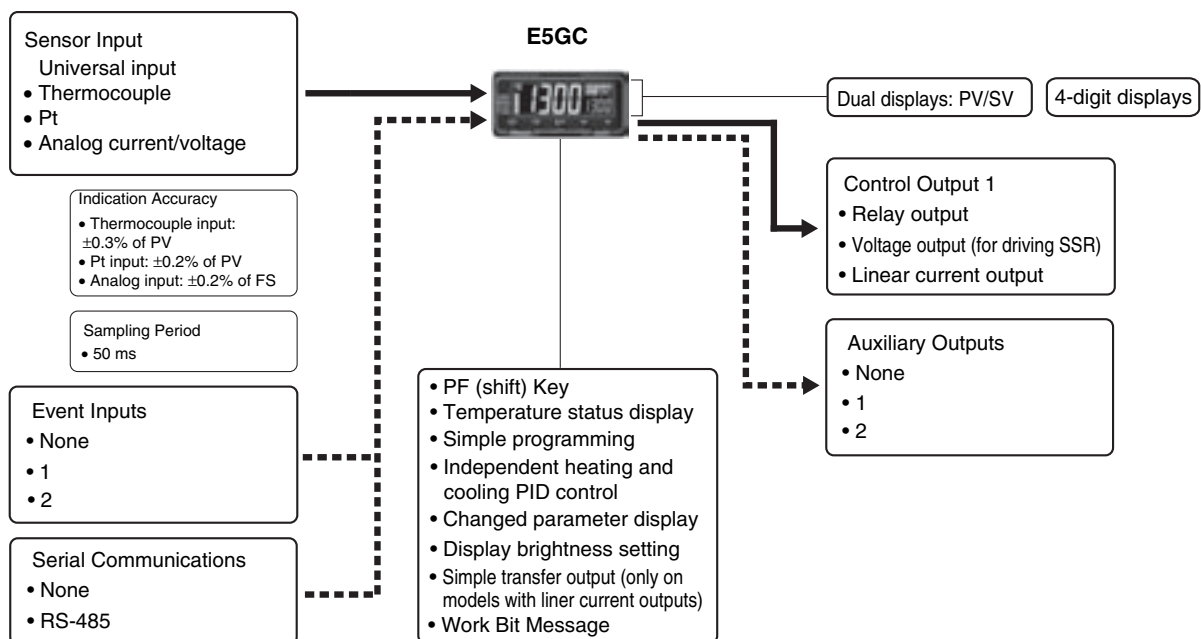 E5GC
Sensor Input
Universal input
• Thermocouple
• Pt
• Analog current/voltage
Indication Accuracy
• Thermocouple input:
±0.3% of PV
• Pt input: ±0.2% of PV
• Analog input: ±0.2% of FS
Sampling Period
• 50 ms
Event Inputs
• None
• 1
• 2
Serial Communications
• None
• RS-485
1300
• PF (shift) Key
• Temperature status display
• Simple programming
• Independent heating and
cooling PID control
• Changed parameter display
• Display brightness setting
• Simple transfer output (only on
models with liner current outputs)
• Work Bit Message
Dual displays: PV/SV
4-digit displays
Control Output 1
• Relay output
• Voltage output (for driving SSR)
• Linear current output
Auxiliary Outputs
• None
• 1
• 2